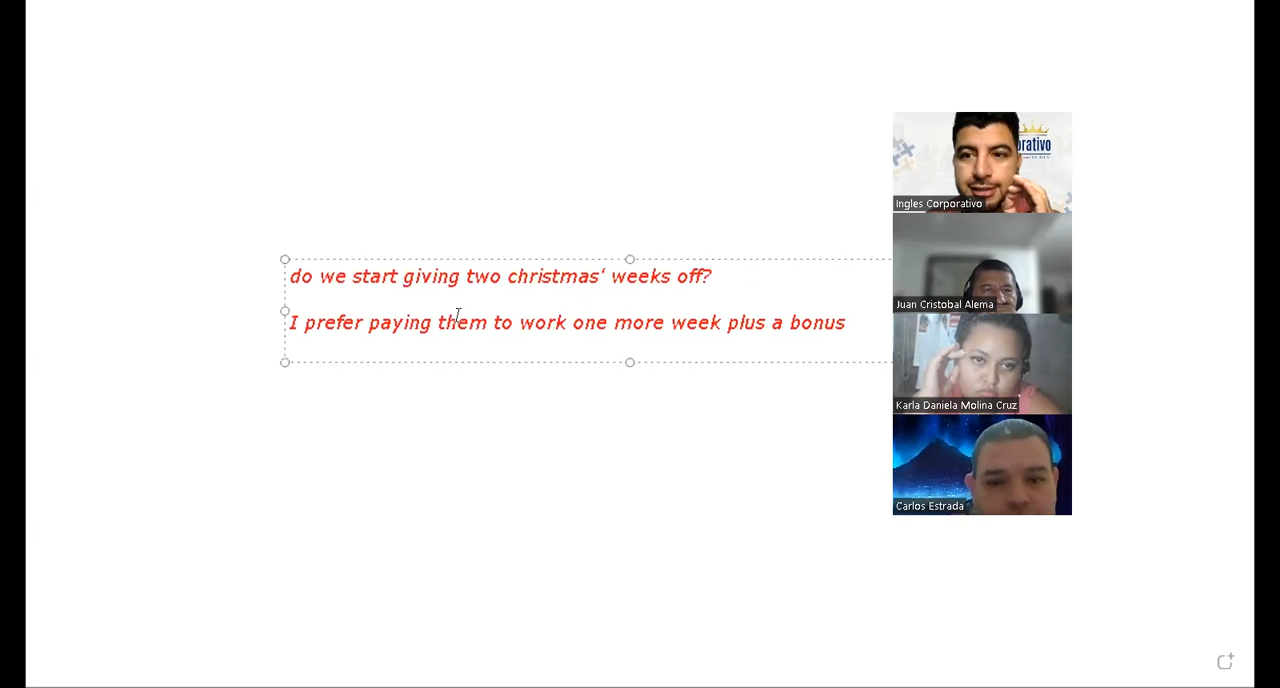 do we start giving two christmas' weeks off?
I prefer paying them to work one more week plus a bonus
orativo
Ingles Corporativo
Juan Cristobal Alema
Karla Daniela Molina Cruz
Carlos Estrada